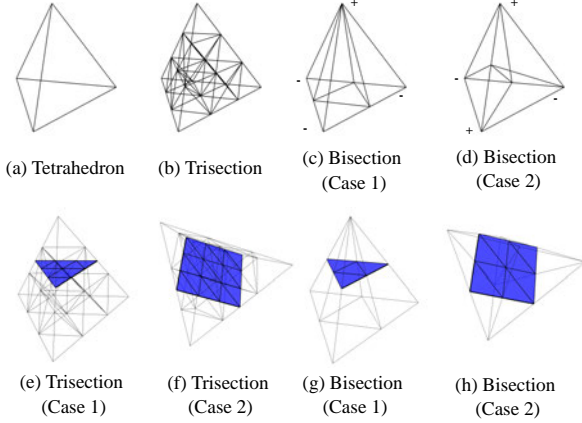 +
+
-
-
-
-
-
+
(a) Tetrahedron
(b) Trisection
(c) Bisection
(Case 1)
(d) Bisection
(Case 2)
(e) Trisection
(Case 1)
(f) Trisection
(Case 2)
(g) Bisection
(Case 1)
(h) Bisection
(Case 2)